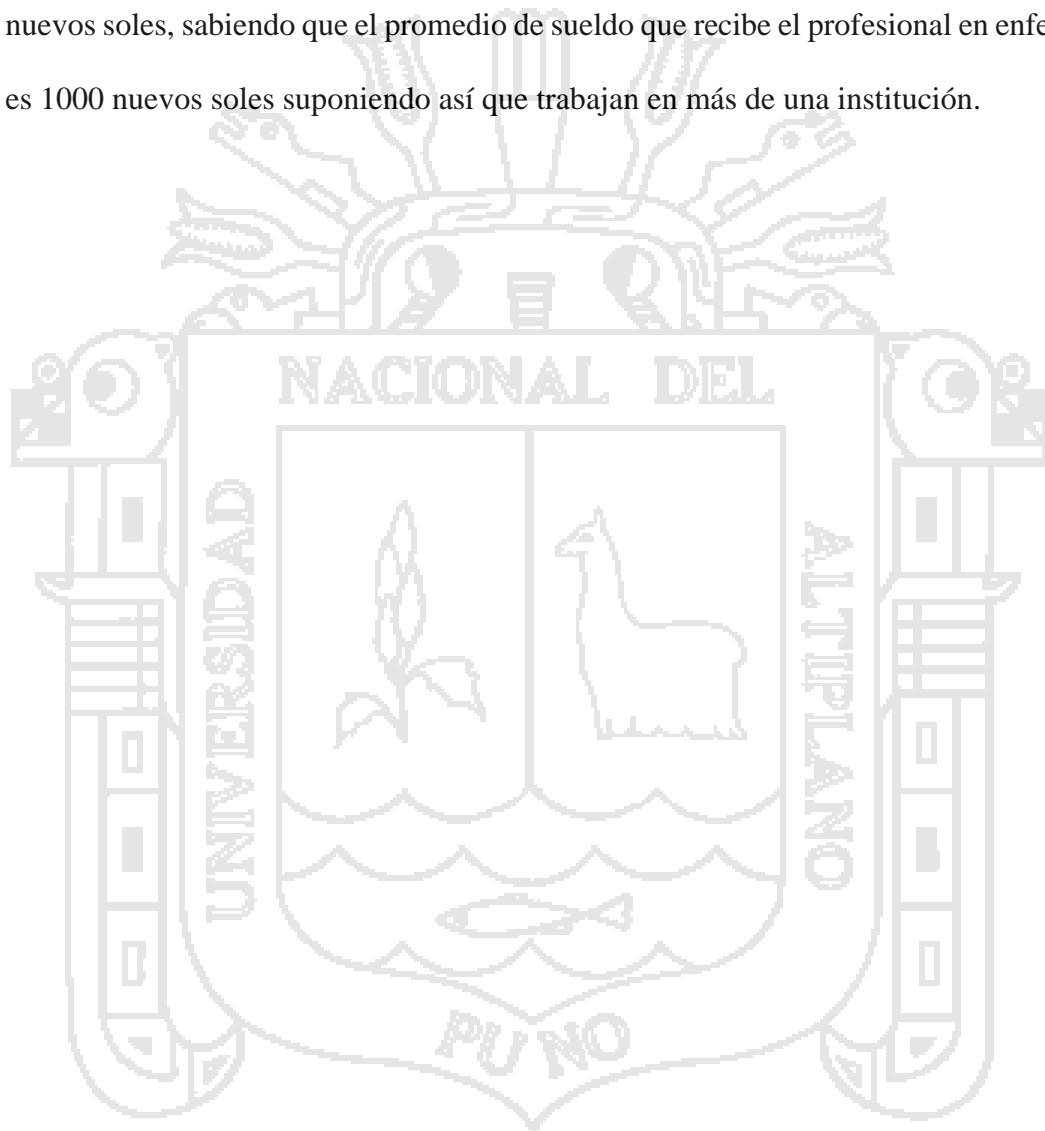 nuevos soles, sabiendo que el promedio de sueldo que recibe el profesional en enfe
es 1000 nuevos soles suponiendo así que trabajan en más de una institución.
NACIONAL DEL
UNIVERSIDAD
ALTIPLANO
PUNO